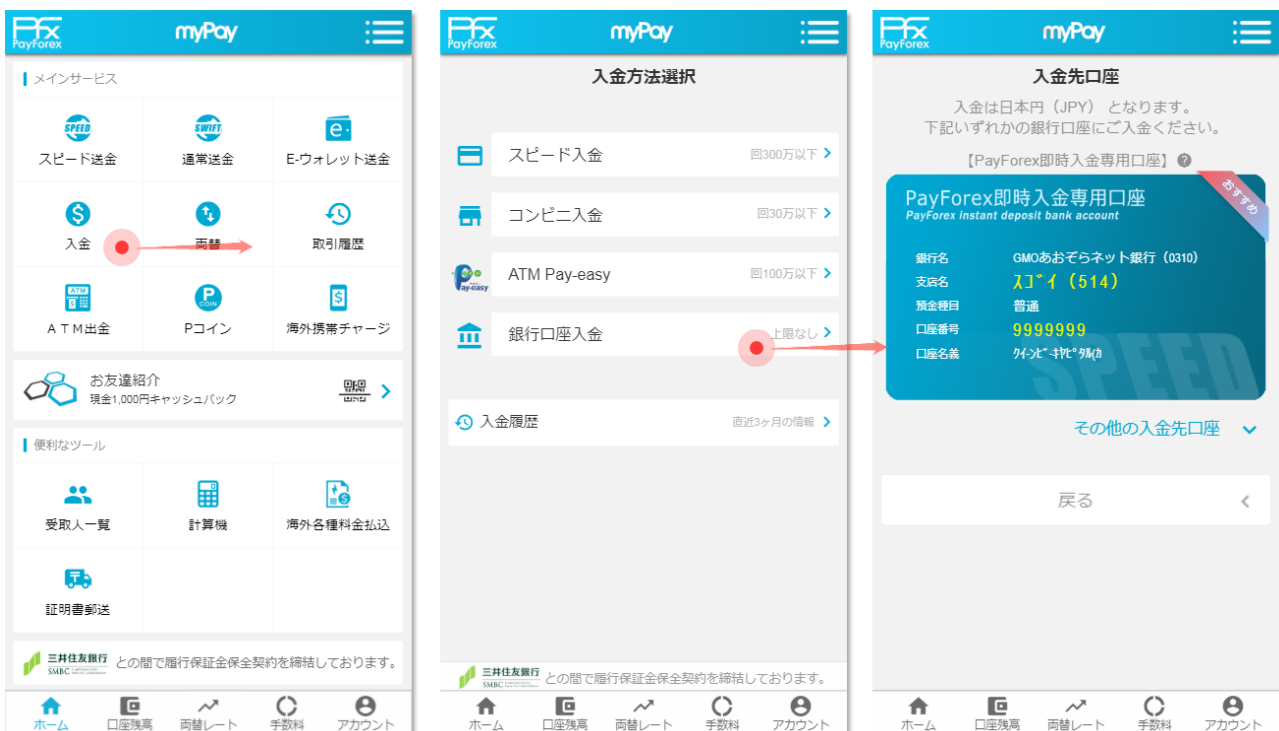 Pfx
PayForex
myPay
メインサービス
SPEED
SWIFT
e
スピード送金
通常送金
E-ウォレット送金
入金
両替
取引履歴
ATM
P
COIN
ATM出金
Pコイン
海外携帯チャージ
お友達紹介
現金1,000円キャッシュバック
便利なツール
受取人一覧
計算機
海外各種料金払込
証明書郵送
三井住友銀行
SMBC
との間で履行保証金保全契約を締結しております。
ホーム
口座残高
両替レート
手数料
アカウント
Pfx
PayForex
myPay
入金方法選択
スピード入金
回300万以下
コンビニ入金
回30万以下
Pay-easy
ATM Pay-easy
回100万以下
銀行口座入金
上限なし
入金履歴
直近3ヶ月の情報
三井住友銀行
SMBC
との間で履行保証金保全契約を締結しております。
ホーム
口座残高
両替レート
手数料
アカウント
Pfx
PayForex
myPay
入金先口座
入金は日本円（JPY） となります。
下記いずれかの銀行口座にご入金ください。
【PayForex即時入金専用口座】
おすすめ
PayForex即時入金専用口座
PayForex instant deposit bank account
銀行名 GMOあおぞらネット銀行（0310）
支店名 ｽｺﾞｲ（514）
預金種目 普通
口座番号 9999999
口座名義 ｸｲｰﾝﾋﾞｰｷﾔﾋﾟﾀﾙ(ｶ
SPEED
その他の入金先口座
戻る
ホーム
口座残高
両替レート
手数料
アカウント